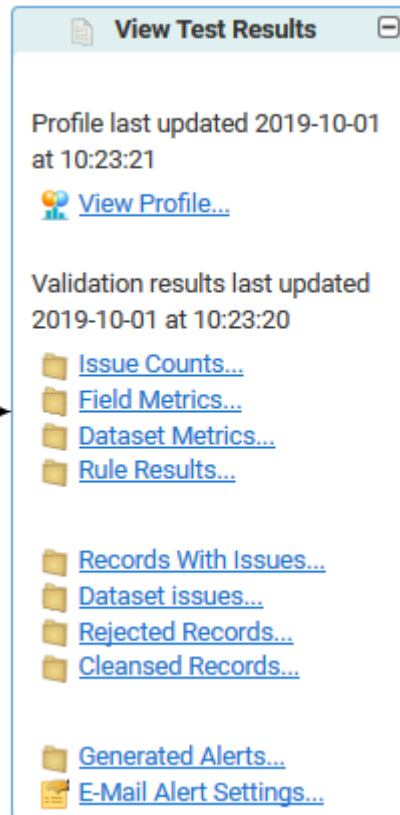 View Test Results
Profile last updated 2019-10-01
at 10:23:21
View Profile...
Validation results last updated
2019-10-01 at 10:23:20
Issue Counts...
Field Metrics...
Dataset Metrics...
Rule Results...
Records With Issues...
Dataset issues...
Rejected Records...
Cleansed Records...
Generated Alerts...
E-Mail Alert Settings...